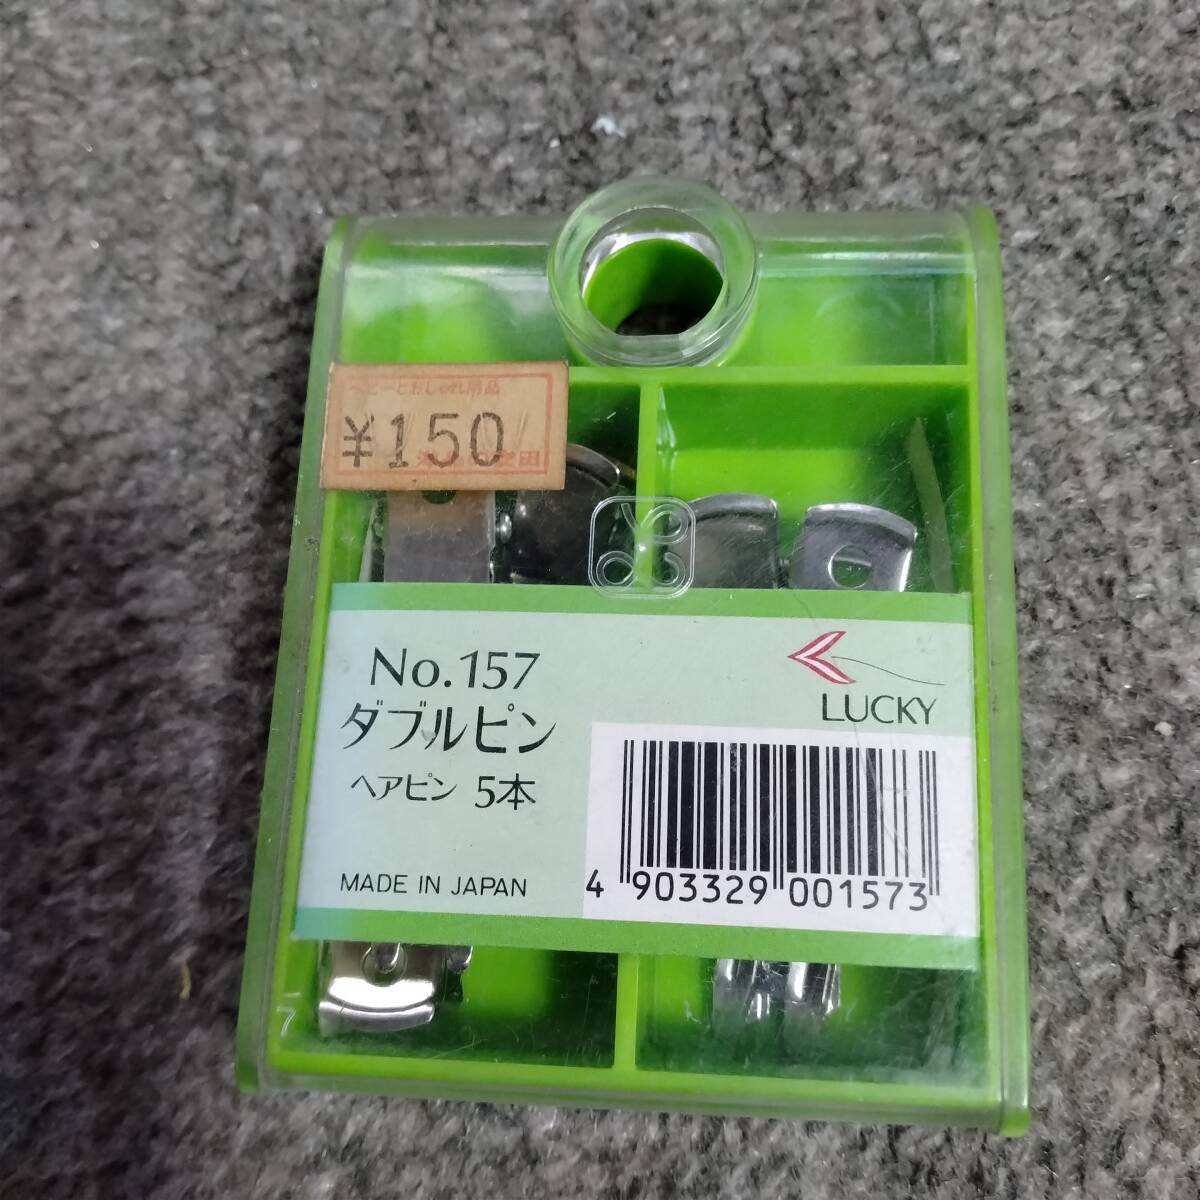 ¥150
No.157
ダブルピン
ヘアピン 5本
MADE IN JAPAN
LUCKY
4 903329 001573